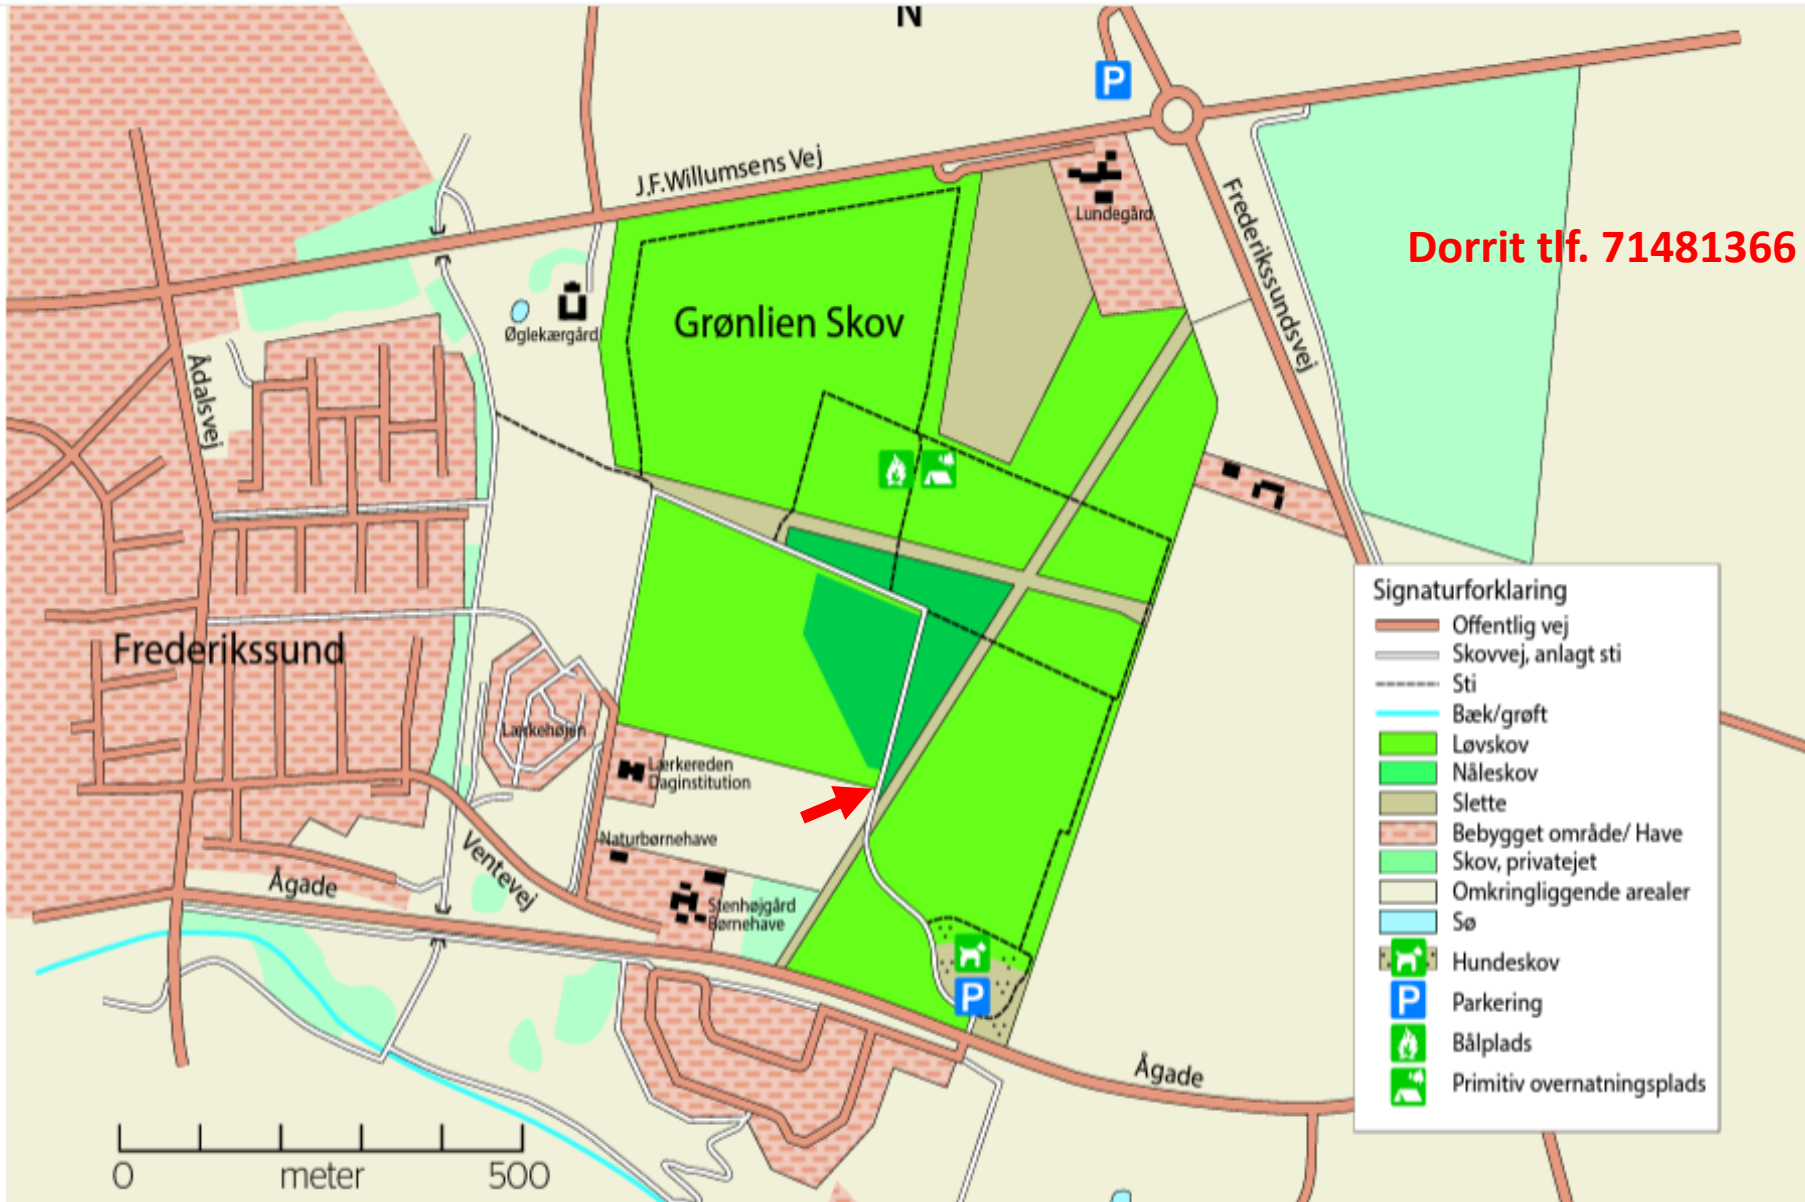 N
P
J.F.Willumsens Vej
Lundegård
Frederikssundsvej
Dorrit tlf. 71481366
Øglekærgård
Grønlien Skov
Ådalsvej
Frederikssund
Lærkehøjen
Lærkereden
Daginstitution
Naturbørnehave
Ventevej
Ågade
Stenhøjgård
Børnehave
P
Ågade
0 meter 500
Signaturforklaring
Offentlig vej
Skovvej, anlagt sti
Sti
Bæk/grøft
Løvskov
Nåleskov
Slette
Bebygget område/ Have
Skov, privatejet
Omkringliggende arealer
Sø
Hundeskov
P Parkering
Bålplads
Primitiv overnatningsplads